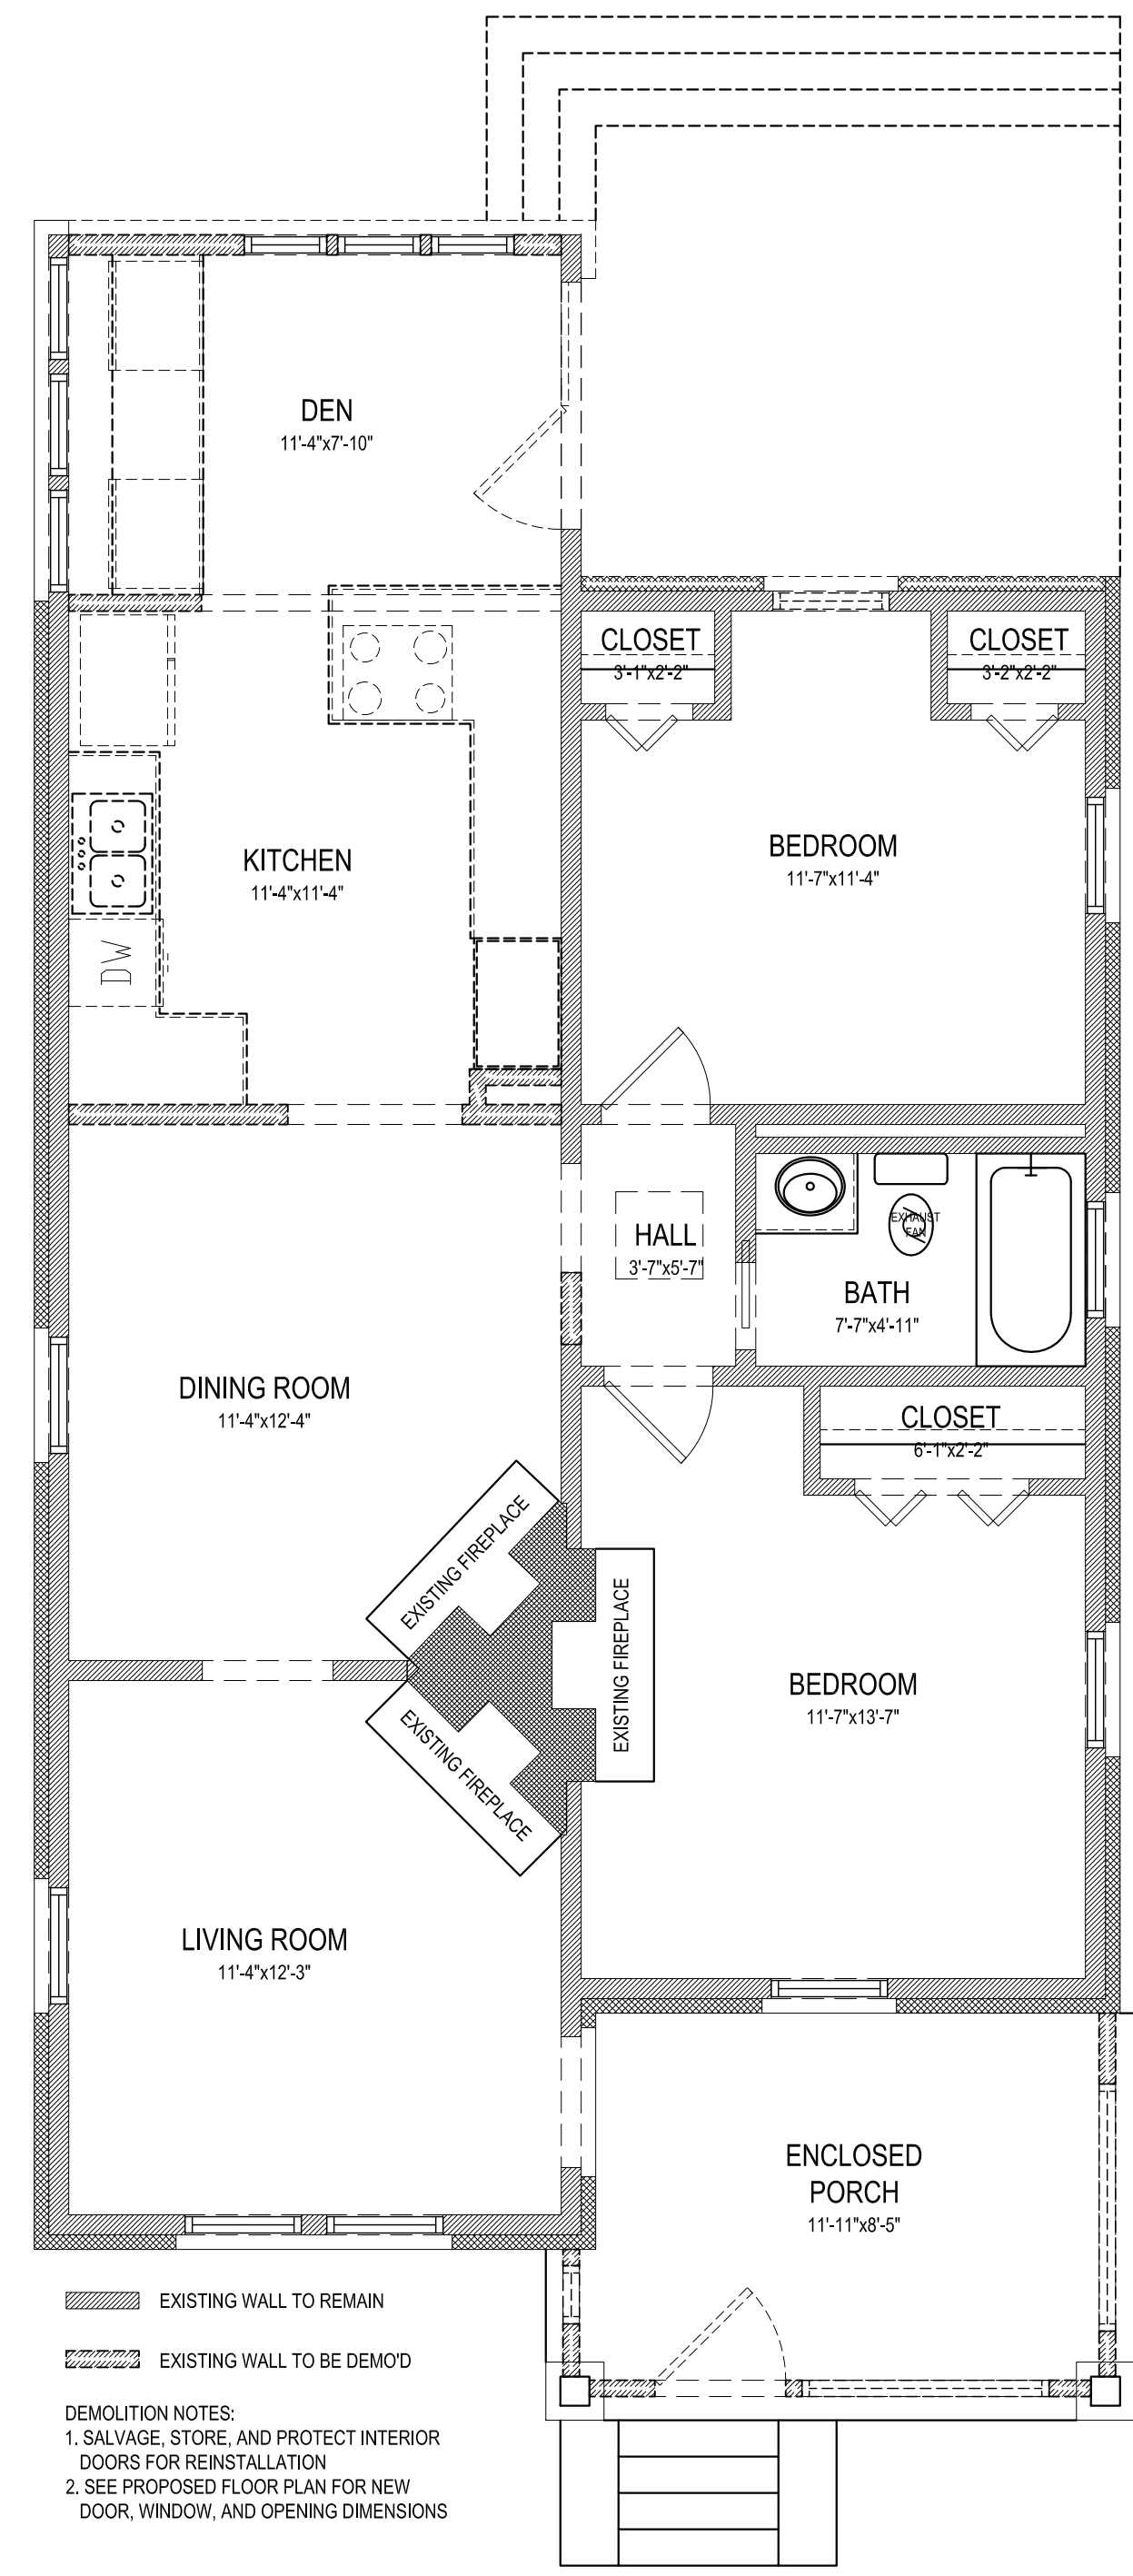 DEN
11'-4"x7'-10"
CLOSET
3'-1"x2'-2"
CLOSET
3'-2"x2'-2"
BEDROOM
11'-7"x11'-4"
KITCHEN
11'-4"x11'-4"
DW
HALL
3'-7"x5'-7"
EXHAUST
FAN
BATH
7'-7"x4'-11"
DINING ROOM
11'-4"x12'-4"
CLOSET
6'-1"x2'-2"
EXISTING FIREPLACE
EXISTING FIREPLACE
EXISTING FIREPLACE
BEDROOM
11'-7"x13'-7"
LIVING ROOM
11'-4"x12'-3"
ENCLOSED
PORCH
11'-11"x8'-5"
EXISTING WALL TO REMAIN
EXISTING WALL TO BE DEMO'D
DEMOLITION NOTES:
1. SALVAGE, STORE, AND PROTECT INTERIOR
DOORS FOR REINSTALLATION
2. SEE PROPOSED FLOOR PLAN FOR NEW
DOOR, WINDOW, AND OPENING DIMENSIONS